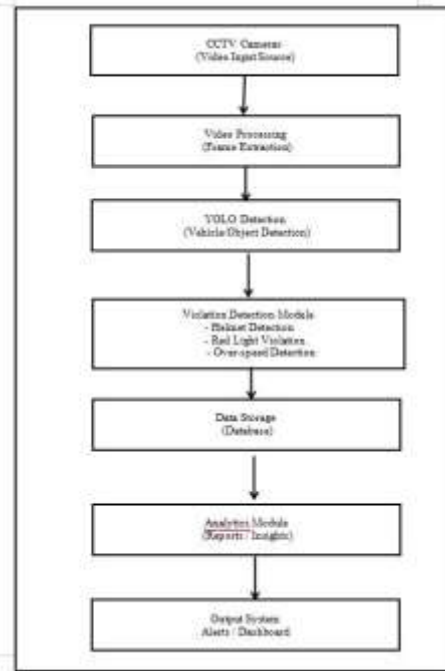 CCTV Cameras
(Video Input Source)
Video Processing
(Frame Extraction)
YOLO Detection
(Vehicle/Object Detection)
Violation Detection Module
- Helmet Detection
- Red Light Violation
- Over-speed Detection
Data Storage
(Database)
Analytics Module
(Reports / Insights)
Output System
Alerts / Dashboard